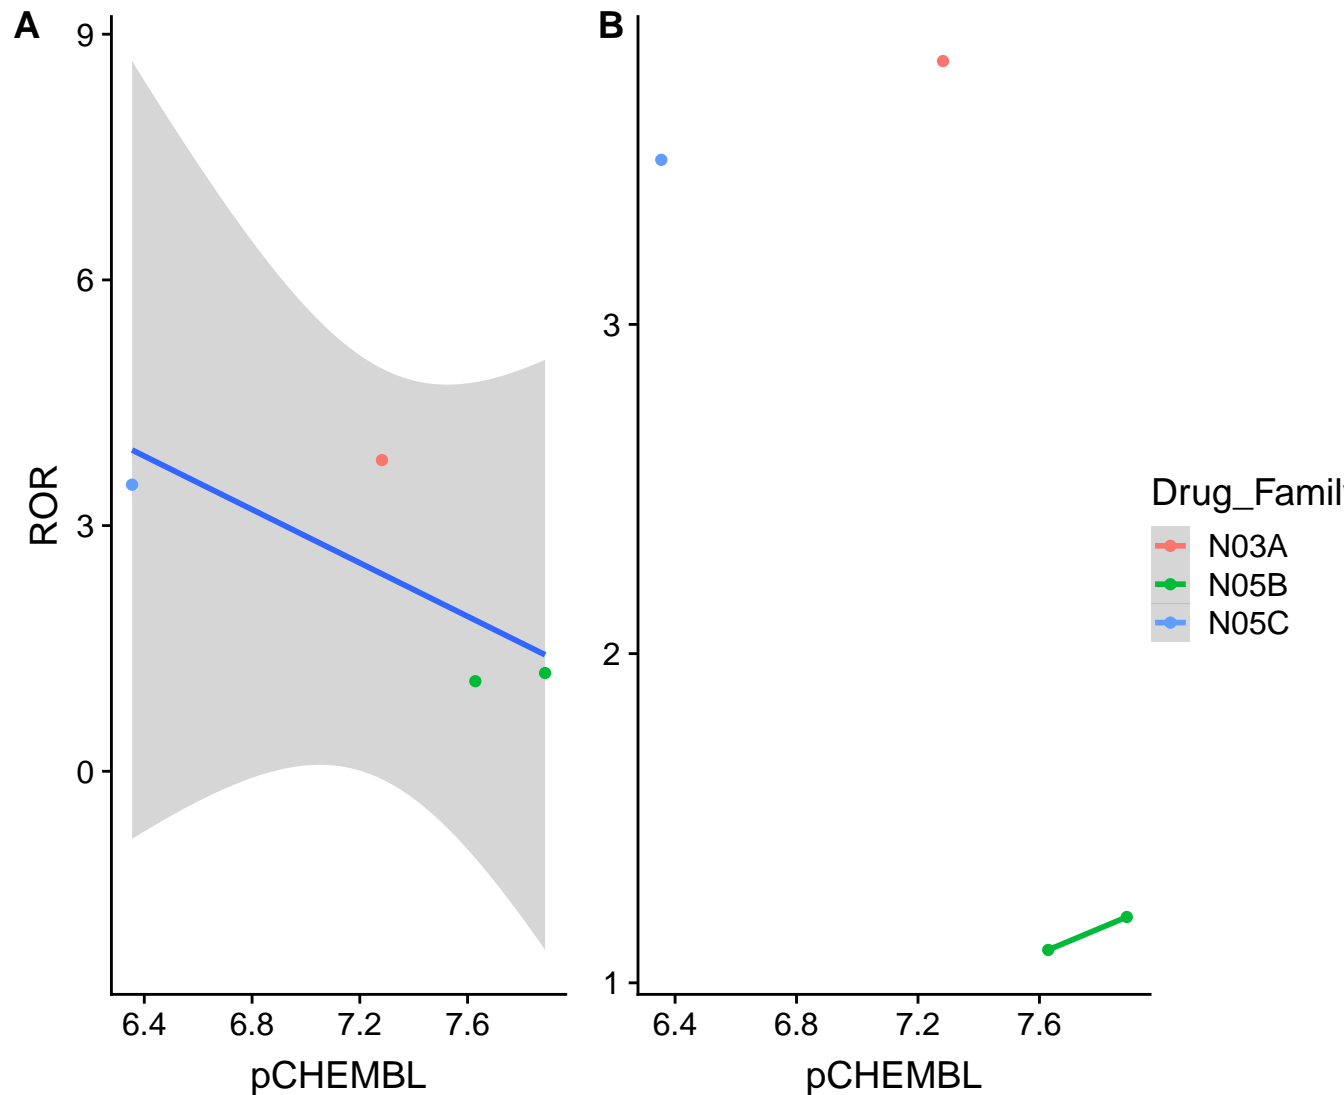 A
B
9
6
3
0
ROR
6.4 6.8 7.2 7.6
pCHEMBL
3
2
1
6.4 6.8 7.2 7.6
pCHEMBL
Drug_Famil
N03A
N05B
N05C